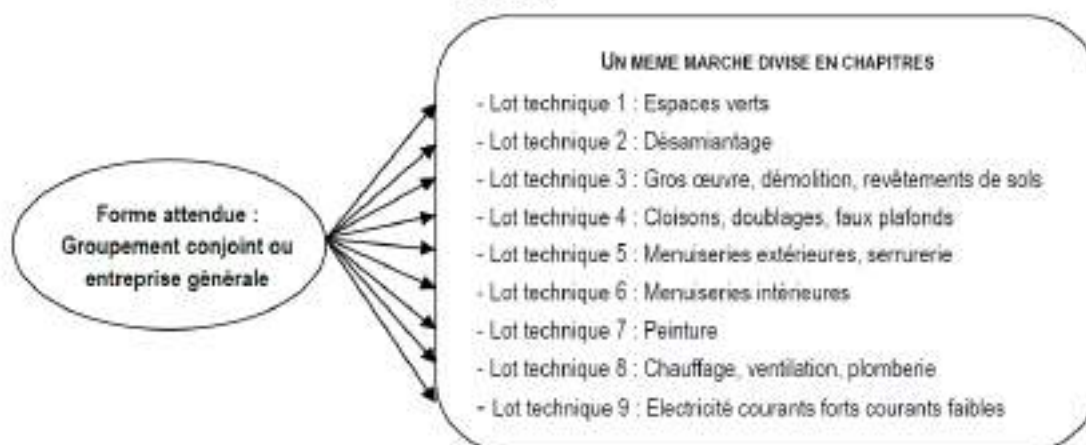 Forme attendue :
Groupement conjoint ou
entreprise générale
UN MEME MARCHE DIVISE EN CHAPITRES
- Lot technique 1 : Espaces verts
- Lot technique 2 : Désamiantage
- Lot technique 3 : Gros œuvre, démolition, revêtements de sols
- Lot technique 4 : Cloisons, doublages, faux plafonds
- Lot technique 5 : Menuiseries extérieures, serrurerie
- Lot technique 6 : Menuiseries intérieures
- Lot technique 7 : Peinture
- Lot technique 8 : Chauffage, ventilation, plomberie
- Lot technique 9 : Electricité courants forts courants faibles